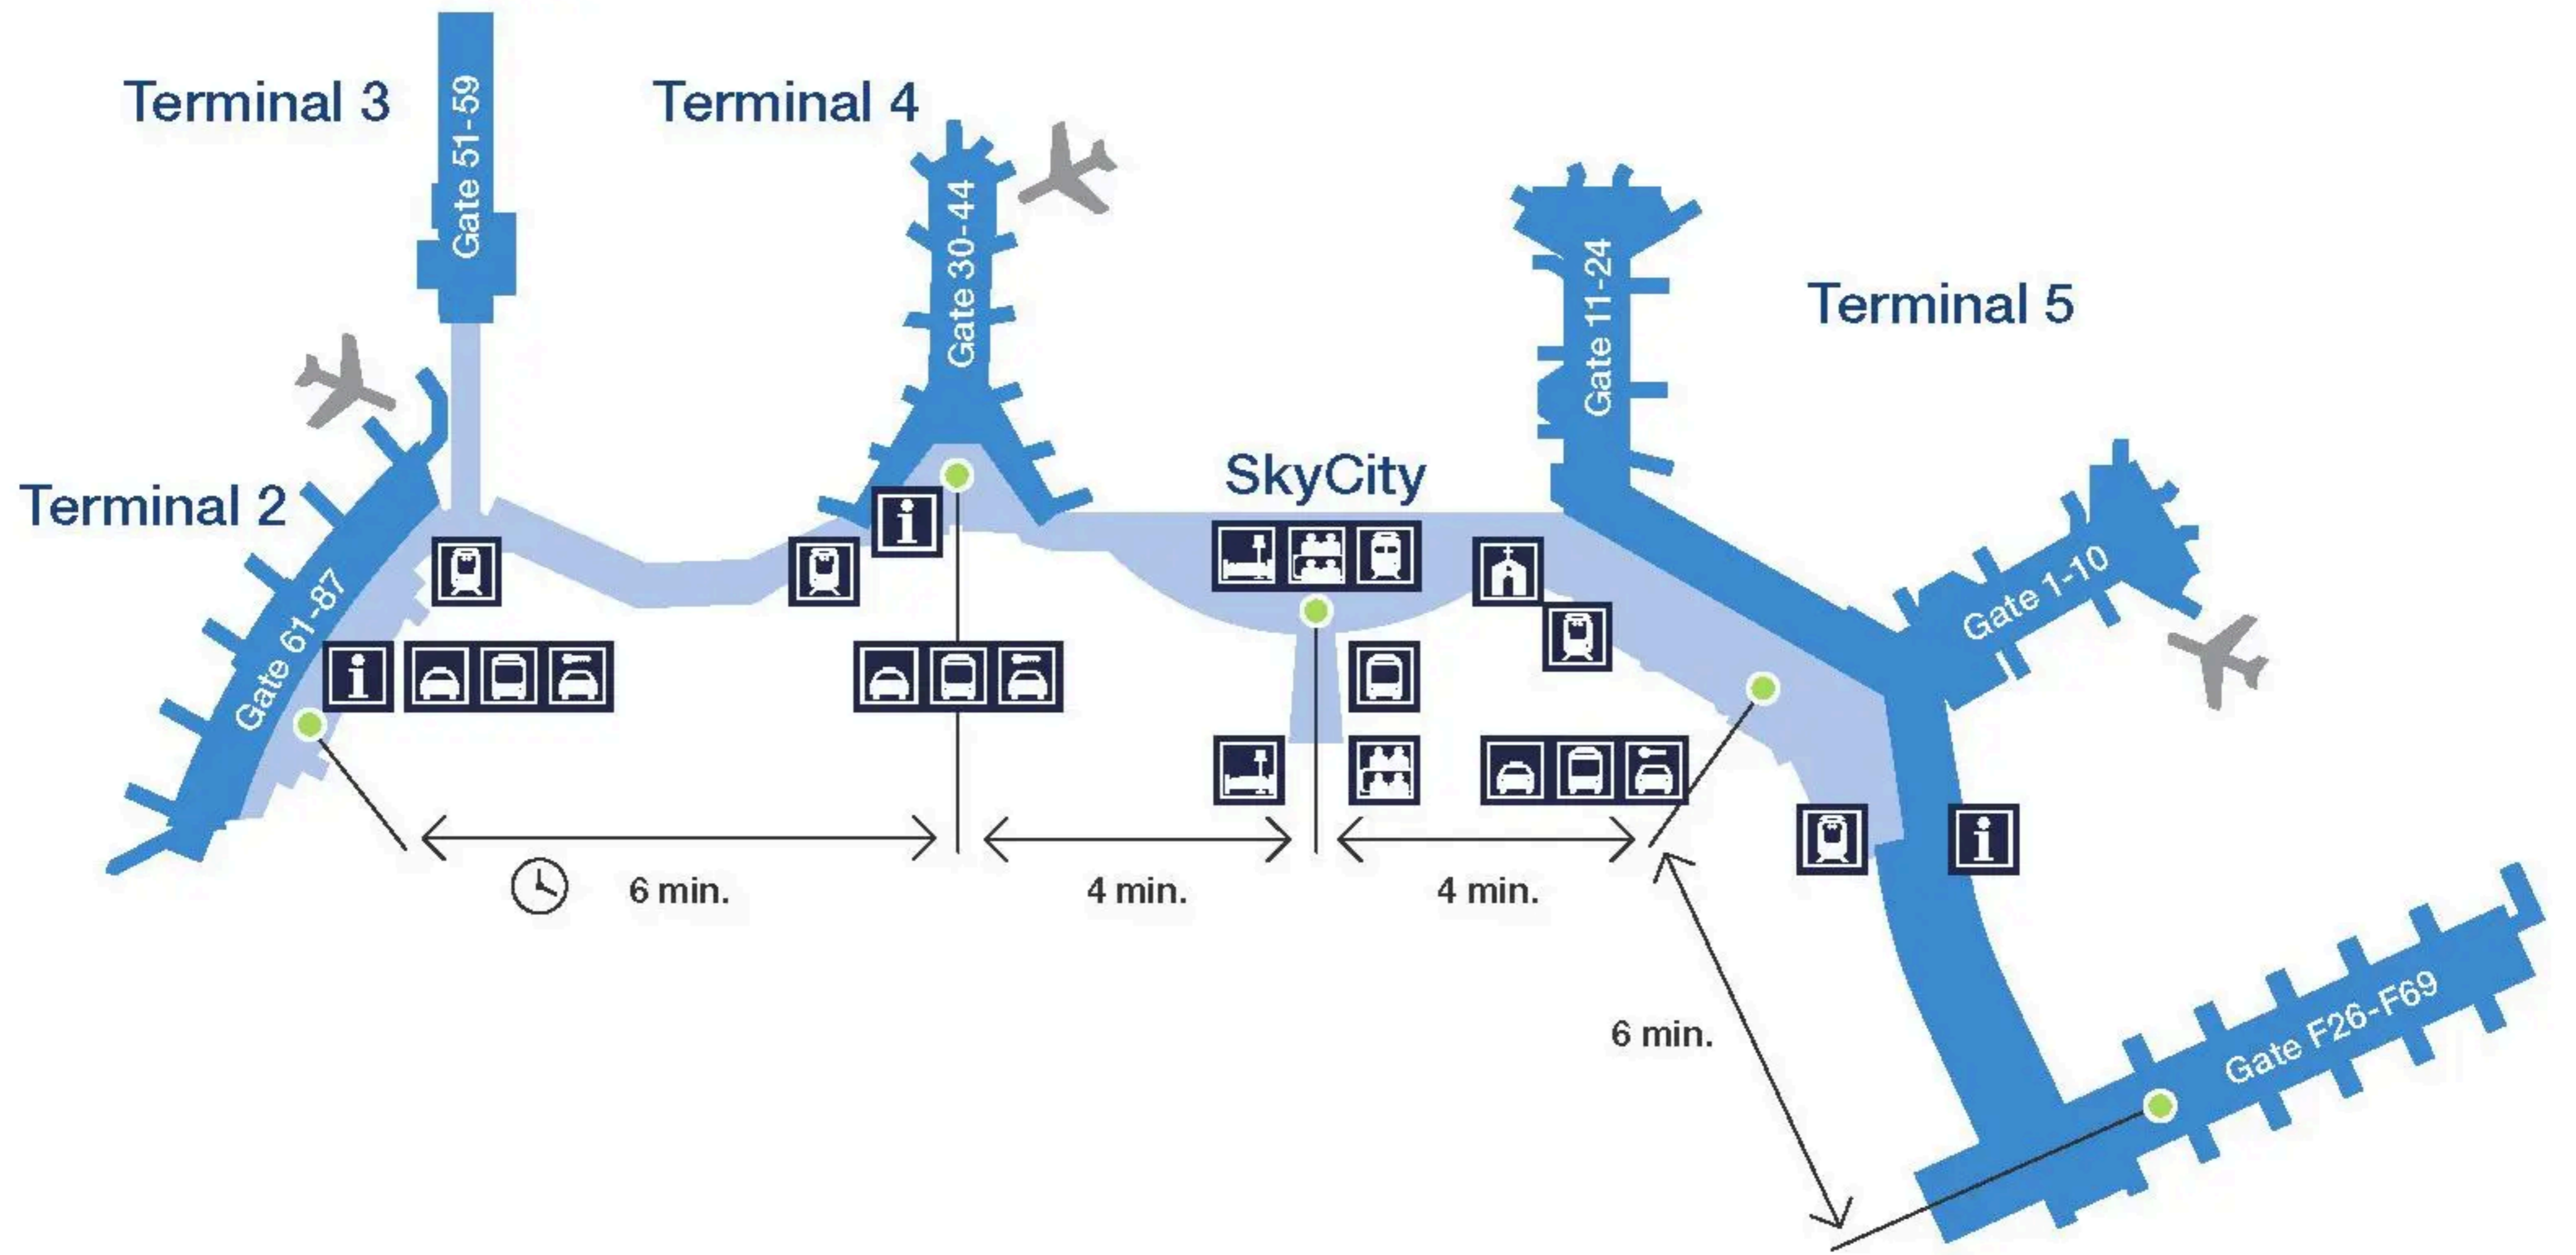 Terminal 3
Gate 51-59
Terminal 4
Gate 30-44
Gate 11-24
Terminal 5
Terminal 2
Gate 61-87
SkyCity
Gate 1-10
i
i
i
6 min.
4 min.
4 min.
6 min.
Gate F26-F69